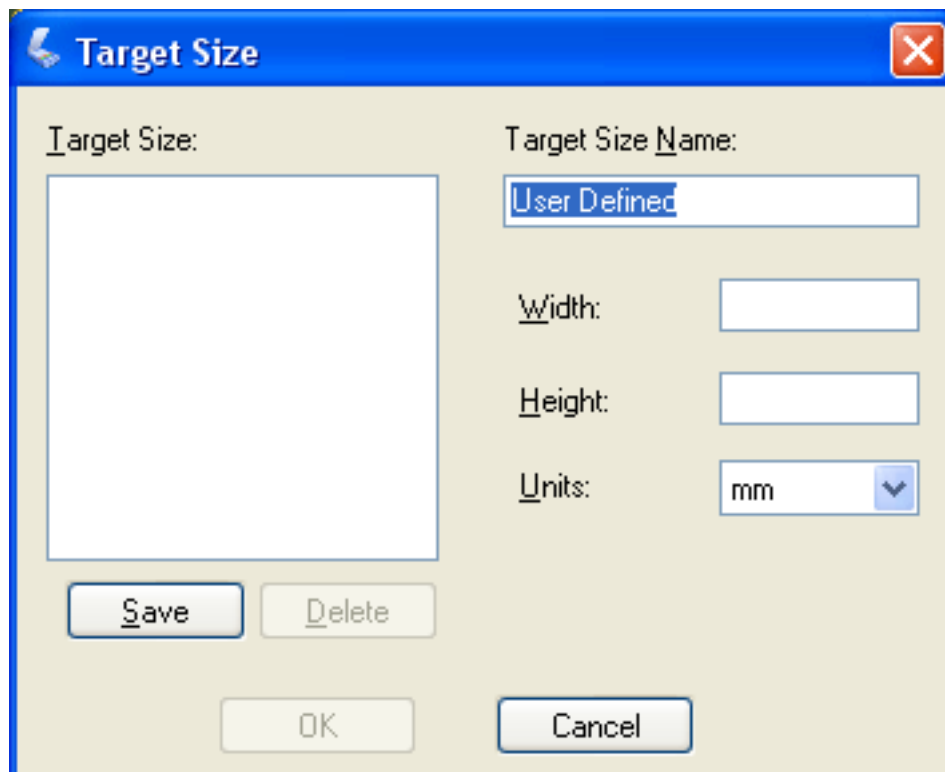 Target Size
Target Size:
Target Size Name:
User Defined
Width:
Height:
Units:
mm
Save
Delete
OK
Cancel